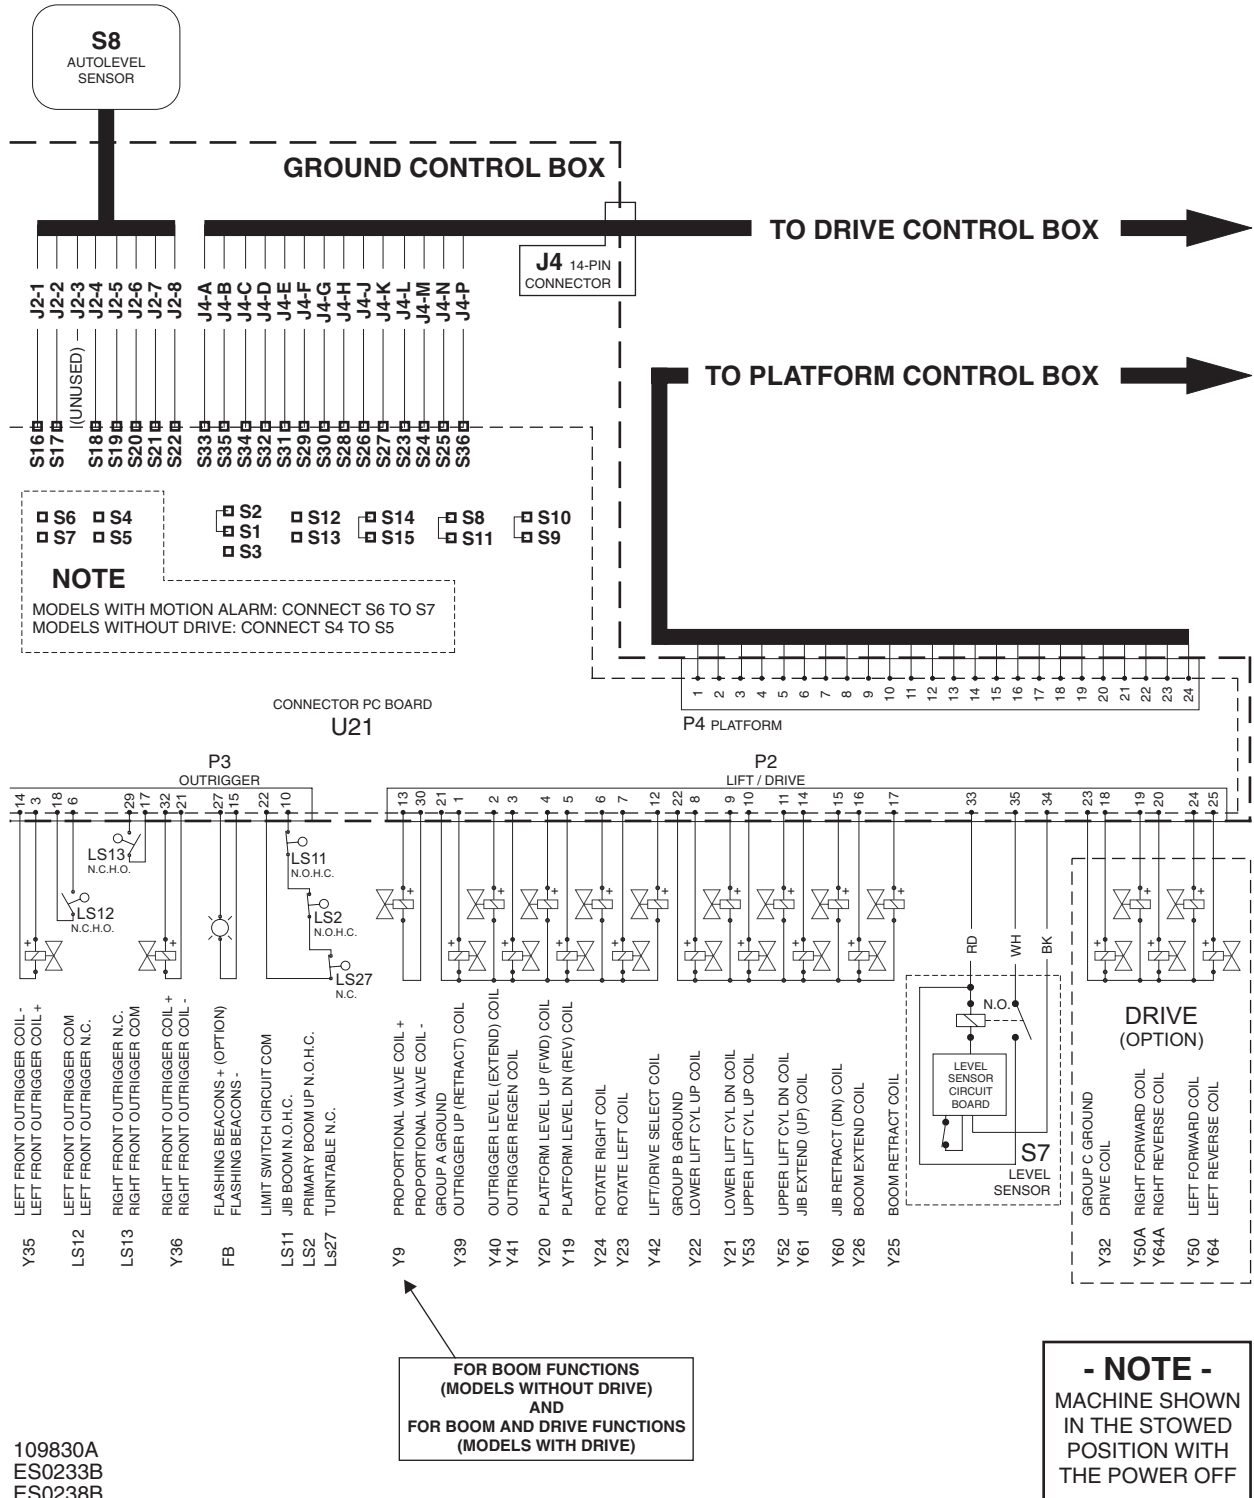 S8
AUTOLEVEL
SENSOR
GROUND CONTROL BOX
TO DRIVE CONTROL BOX
J4 14-PIN
CONNECTOR
J2-1
J2-2
J2-3
J2-4
J2-5
J2-6
J2-7
J2-8
J4-A
J4-B
J4-C
J4-D
J4-E
J4-F
J4-G
J4-H
J4-J
J4-K
J4-L
J4-M
J4-N
J4-P
(UNUSED)
TO PLATFORM CONTROL BOX
S16
S17
S18
S19
S20
S21
S22
S33
S35
S34
S32
S31
S29
S30
S28
S26
S27
S23
S24
S25
S36
S6
S4
S7
S5
S2
S1
S3
S12
S13
S14
S15
S8
S11
S10
S9
NOTE
MODELS WITH MOTION ALARM: CONNECT S6 TO S7
MODELS WITHOUT DRIVE: CONNECT S4 TO S5
1 2 3 4 5 6 7 8 9 10 11 12 13 14 15 16 17 18 19 20 21 22 23 24
P4 PLATFORM
CONNECTOR PC BOARD
U21
P3
OUTRIGGER
P2
LIFT / DRIVE
14 3 18 6 29 17 32 21 27 15 22 10
13 30 21 1 2 3 4 5 6 7 12 22 8 9 10 11 14 15 16 17 33 35 34 23 18 19 20 24 25
LS13
N.C.H.O.
LS12
N.C.H.O.
LS11
N.O.H.C.
LS2
N.O.H.C.
LS27
N.C.
+ + + + + + + + + + + + + + + + + + + + + + + +
RD
WH
BK
N.O.
LEVEL
SENSOR
CIRCUIT
BOARD
S7
LEVEL
SENSOR
DRIVE
(OPTION)
LEFT FRONT OUTRIGGER COIL -
LEFT FRONT OUTRIGGER COIL +
LEFT FRONT OUTRIGGER COM
LEFT FRONT OUTRIGGER N.C.
RIGHT FRONT OUTRIGGER N.C.
RIGHT FRONT OUTRIGGER COM
RIGHT FRONT OUTRIGGER COIL +
RIGHT FRONT OUTRIGGER COIL -
FLASHING BEACONS + (OPTION)
FLASHING BEACONS -
LIMIT SWITCH CIRCUIT COM
JIB BOOM N.O.H.C.
PRIMARY BOOM UP N.O.H.C.
TURNTABLE N.C.
PROPORTIONAL VALVE COIL +
PROPORTIONAL VALVE COIL -
GROUP A GROUND
OUTRIGGER UP (RETRACT) COIL
OUTRIGGER LEVEL (EXTEND) COIL
OUTRIGGER REGEN COIL
PLATFORM LEVEL UP (FWD) COIL
PLATFORM LEVEL DN (REV) COIL
ROTATE RIGHT COIL
ROTATE LEFT COIL
LIFT/DRIVE SELECT COIL
GROUP B GROUND
LOWER LIFT CYL UP COIL
LOWER LIFT CYL DN COIL
UPPER LIFT CYL UP COIL
UPPER LIFT CYL DN COIL
JIB EXTEND (UP) COIL
JIB RETRACT (DN) COIL
BOOM EXTEND COIL
BOOM RETRACT COIL
GROUP C GROUND
DRIVE COIL
RIGHT FORWARD COIL
RIGHT REVERSE COIL
LEFT FORWARD COIL
LEFT REVERSE COIL
Y35
LS12
LS13
Y36
FB
LS11
LS2
Ls27
Y9
Y39
Y40
Y41
Y20
Y19
Y24
Y23
Y42
Y22
Y21
Y53
Y52
Y61
Y60
Y26
Y25
Y32
Y50A
Y64A
Y50
Y64
FOR BOOM FUNCTIONS
(MODELS WITHOUT DRIVE)
AND
FOR BOOM AND DRIVE FUNCTIONS
(MODELS WITH DRIVE)
- NOTE -
MACHINE SHOWN
IN THE STOWED
POSITION WITH
THE POWER OFF
109830A
ES0233B
ES0238B